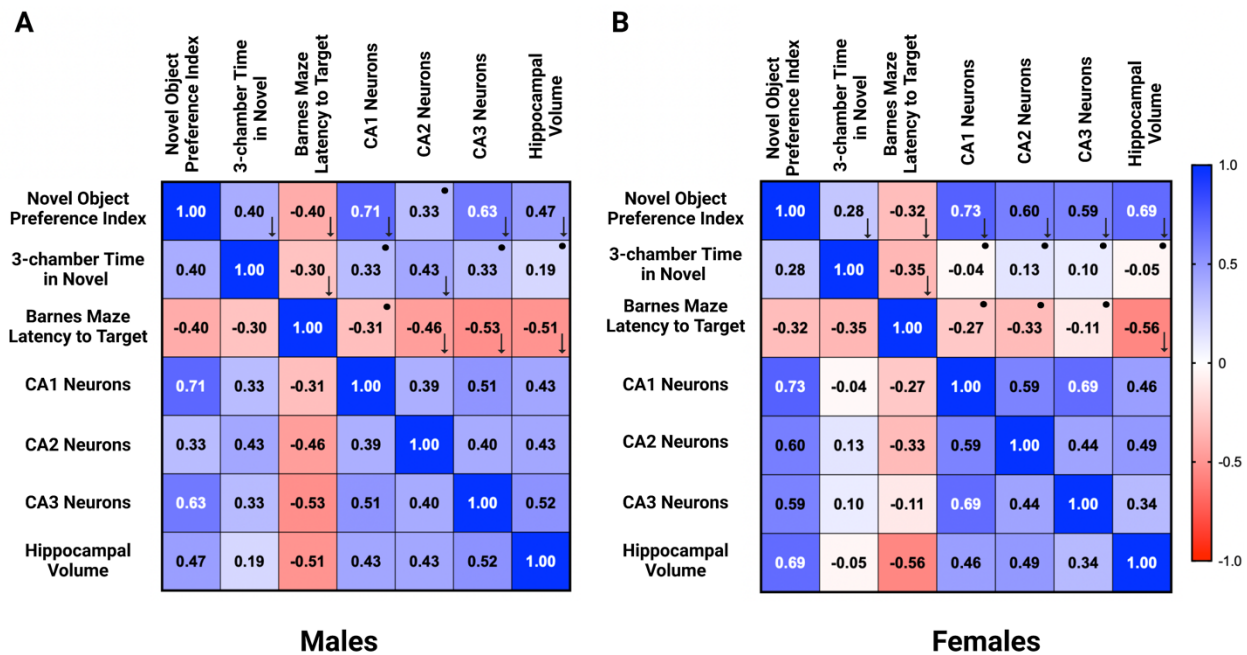 A
Novel Object
Preference Index
3-chamber Time
in Novel
Barnes Maze
Latency to Target
CA1 Neurons
CA2 Neurons
CA3 Neurons
Hippocampal
Volume
Novel Object
Preference Index
1.00 0.40 -0.40 0.71 0.33 0.63 0.47
3-chamber Time
in Novel
0.40 1.00 -0.30 0.33 0.43 0.33 0.19
Barnes Maze
Latency to Target
-0.40 -0.30 1.00 -0.31 -0.46 -0.53 -0.51
CA1 Neurons
0.71 0.33 -0.31 1.00 0.39 0.51 0.43
CA2 Neurons
0.33 0.43 -0.46 0.39 1.00 0.40 0.43
CA3 Neurons
0.63 0.33 -0.53 0.51 0.40 1.00 0.52
Hippocampal
Volume
0.47 0.19 -0.51 0.43 0.43 0.52 1.00
Males
B
Novel Object
Preference Index
3-chamber Time
in Novel
Barnes Maze
Latency to Target
CA1 Neurons
CA2 Neurons
CA3 Neurons
Hippocampal
Volume
Novel Object
Preference Index
1.00 0.28 -0.32 0.73 0.60 0.59 0.69
3-chamber Time
in Novel
0.28 1.00 -0.35 -0.04 0.13 0.10 -0.05
Barnes Maze
Latency to Target
-0.32 -0.35 1.00 -0.27 -0.33 -0.11 -0.56
CA1 Neurons
0.73 -0.04 -0.27 1.00 0.59 0.69 0.46
CA2 Neurons
0.60 0.13 -0.33 0.59 1.00 0.44 0.49
CA3 Neurons
0.59 0.10 -0.11 0.69 0.44 1.00 0.34
Hippocampal
Volume
0.69 -0.05 -0.56 0.46 0.49 0.34 1.00
Females
1.0
0.5
0
-0.5
-1.0